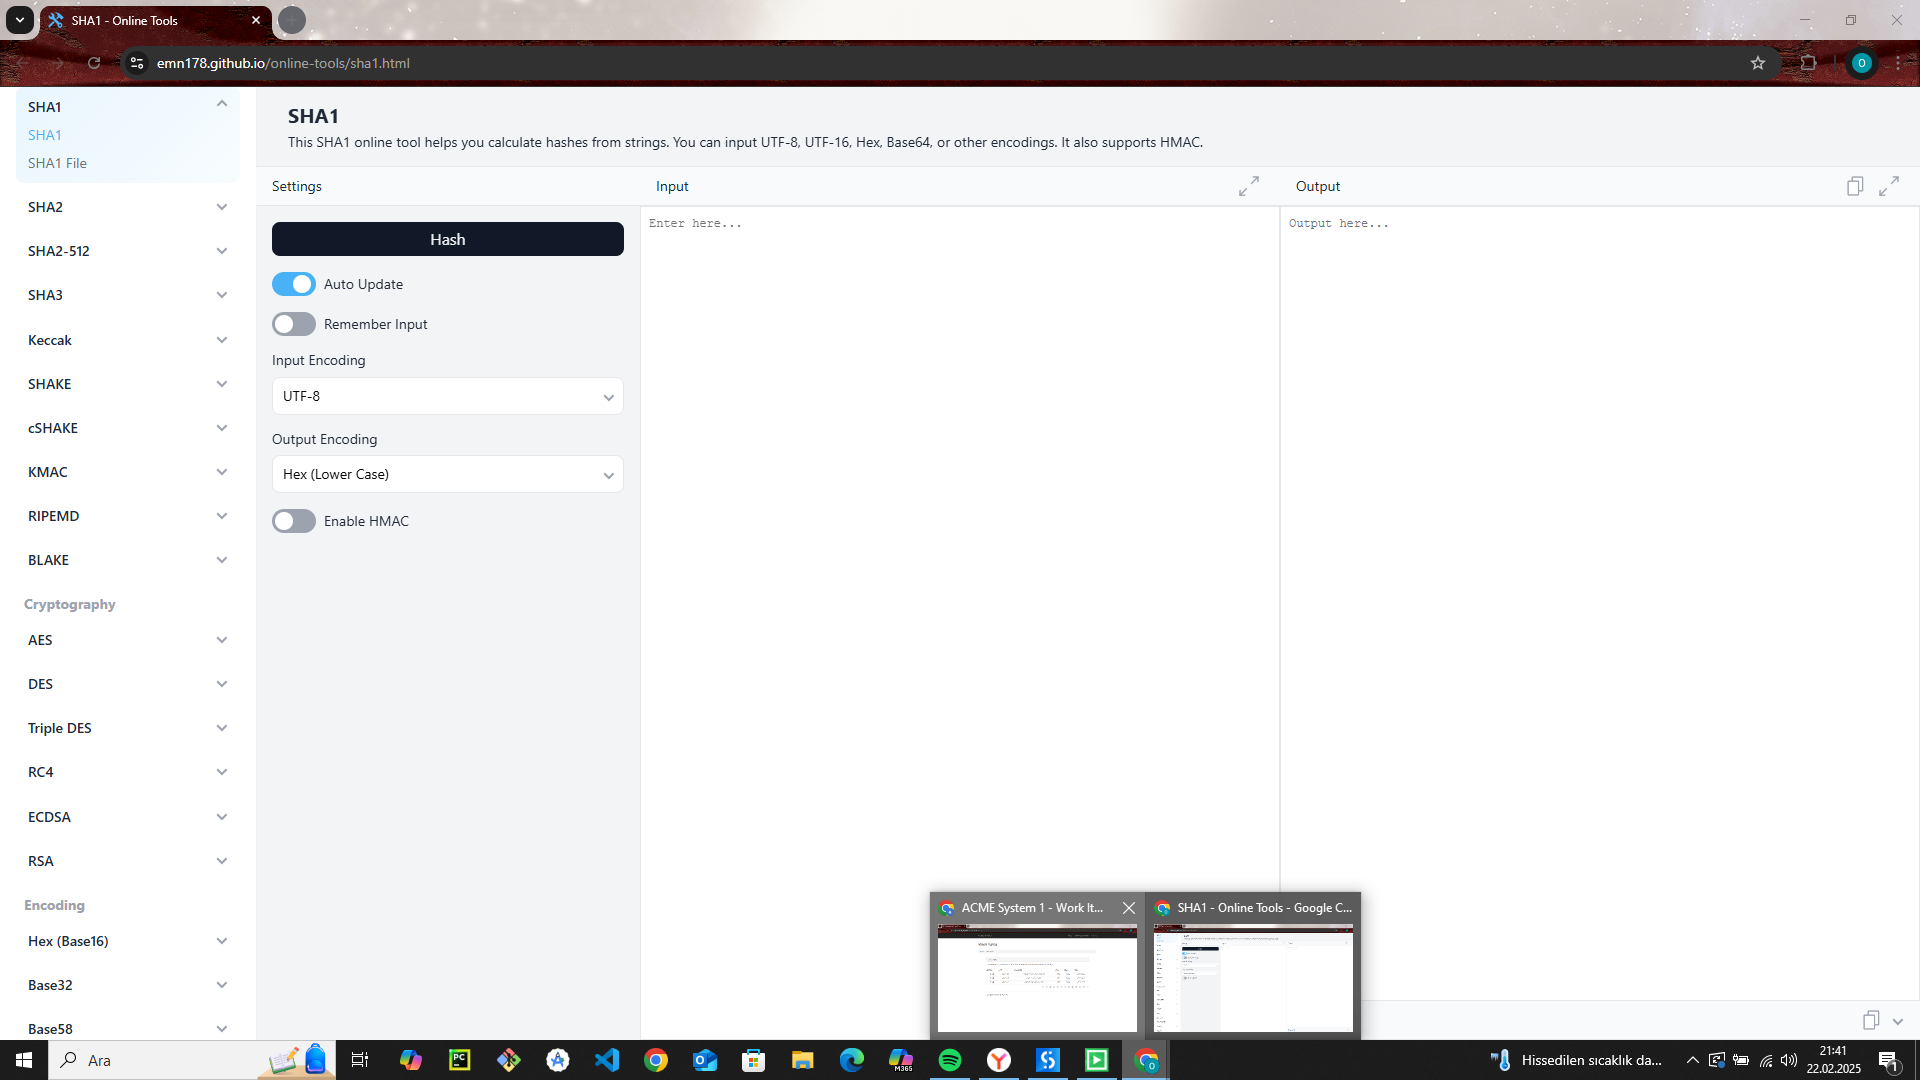 SHA1 - Online Tools
emn178.github.io/online-tools/sha1.html
O
SHA1
SHA1
SHA1 File
SHA2
SHA2-512
SHA3
Keccak
SHAKE
cSHAKE
KMAC
RIPEMD
BLAKE
Cryptography
AES
DES
Triple DES
RC4
ECDSA
RSA
Encoding
Hex (Base16)
Base32
Base58
SHA1
This SHA1 online tool helps you calculate hashes from strings. You can input UTF-8, UTF-16, Hex, Base64, or other encodings. It also supports HMAC.
Settings
Hash
Auto Update
Remember Input
Input Encoding
UTF-8
Output Encoding
Hex (Lower Case)
Enable HMAC
Input
Enter here...
Output
Output here...
ACME System 1 - Work It...
SHA1 - Online Tools - Google C...
Ara
PC
M365
Hissedilen sıcaklık da...
21:41
22.02.2025
1